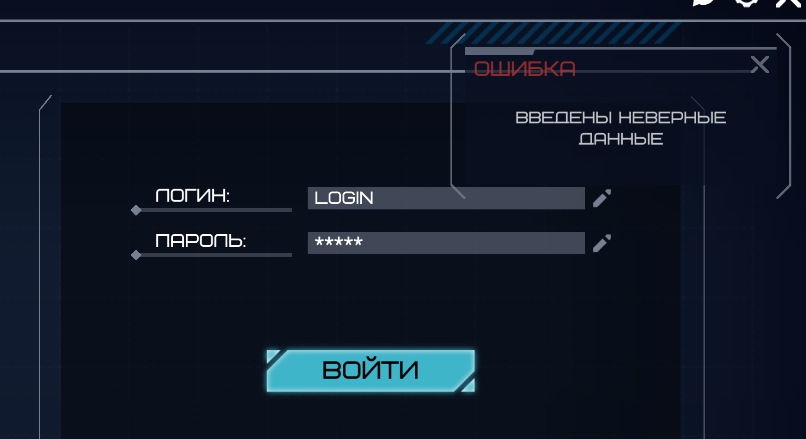 ОШИБКА
ВВЕДЕНЫ НЕВЕРНЫЕ
ДАННЫЕ
ЛОГИН:
LOGIN
ПАРОЛЬ:
*****
ВОЙТИ